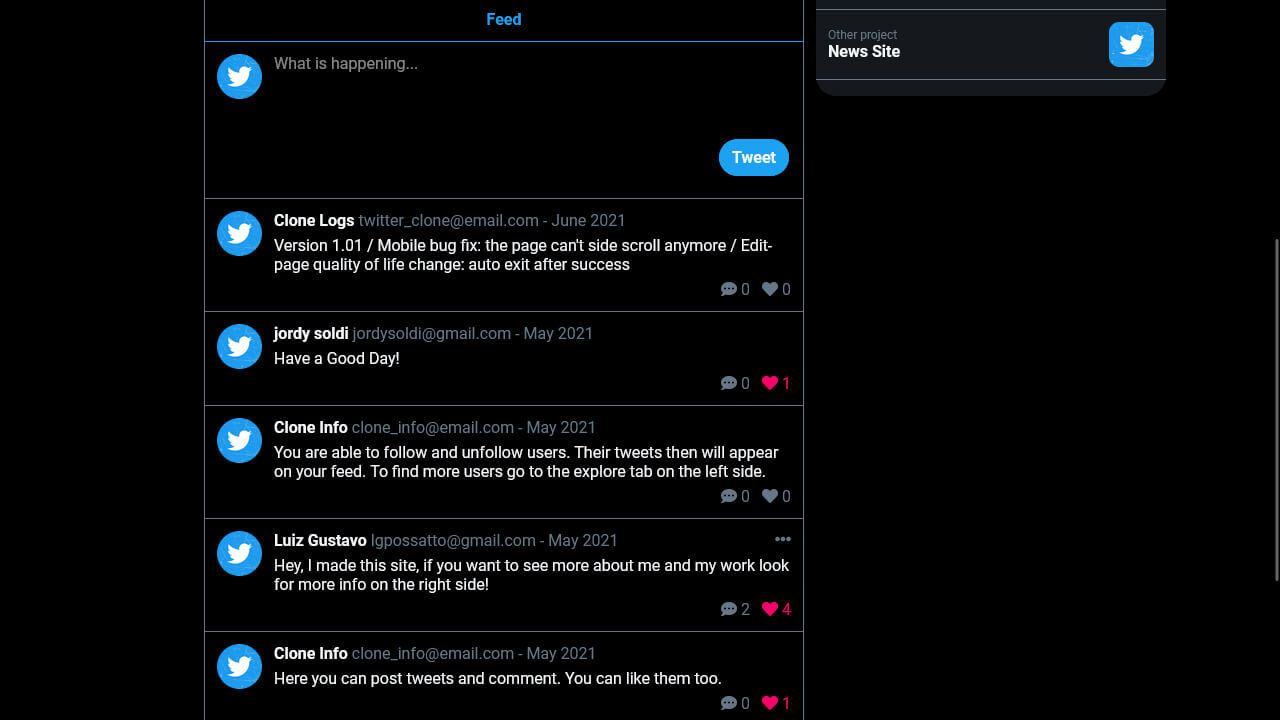 Feed
Other project
News Site
What is happening...
Tweet
Clone Logs twitter_clone@email.com - June 2021
Version 1.01 / Mobile bug fix: the page can't side scroll anymore / Edit-
page quality of life change: auto exit after success
0 0
jordy soldi jordysoldi@gmail.com - May 2021
Have a Good Day!
0 1
Clone Info clone_info@email.com - May 2021
You are able to follow and unfollow users. Their tweets then will appear
on your feed. To find more users go to the explore tab on the left side.
0 0
Luiz Gustavo lgpossatto@gmail.com - May 2021
Hey, I made this site, if you want to see more about me and my work look
for more info on the right side!
2 4
Clone Info clone_info@email.com - May 2021
Here you can post tweets and comment. You can like them too.
0 1